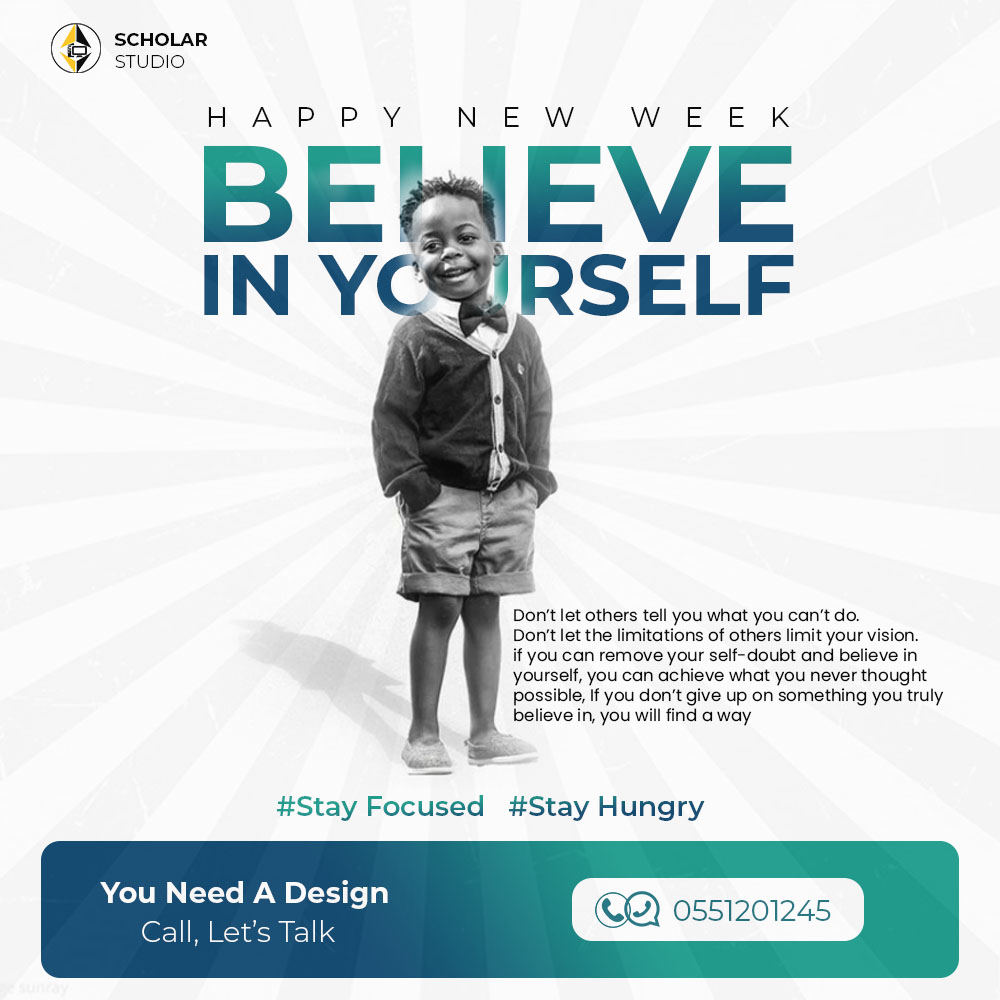 SCHOLAR
STUDIO
HAPPY NEW WEEK
BELIEVE
IN YOURSELF
Don’t let others tell you what you can’t do.
Don’t let the limitations of others limit your vision.
if you can remove your self-doubt and believe in
yourself, you can achieve what you never thought
possible, If you don’t give up on something you truly
believe in, you will find a way
#Stay Focused #Stay Hungry
You Need A Design
Call, Let’s Talk
0551201245
sunray